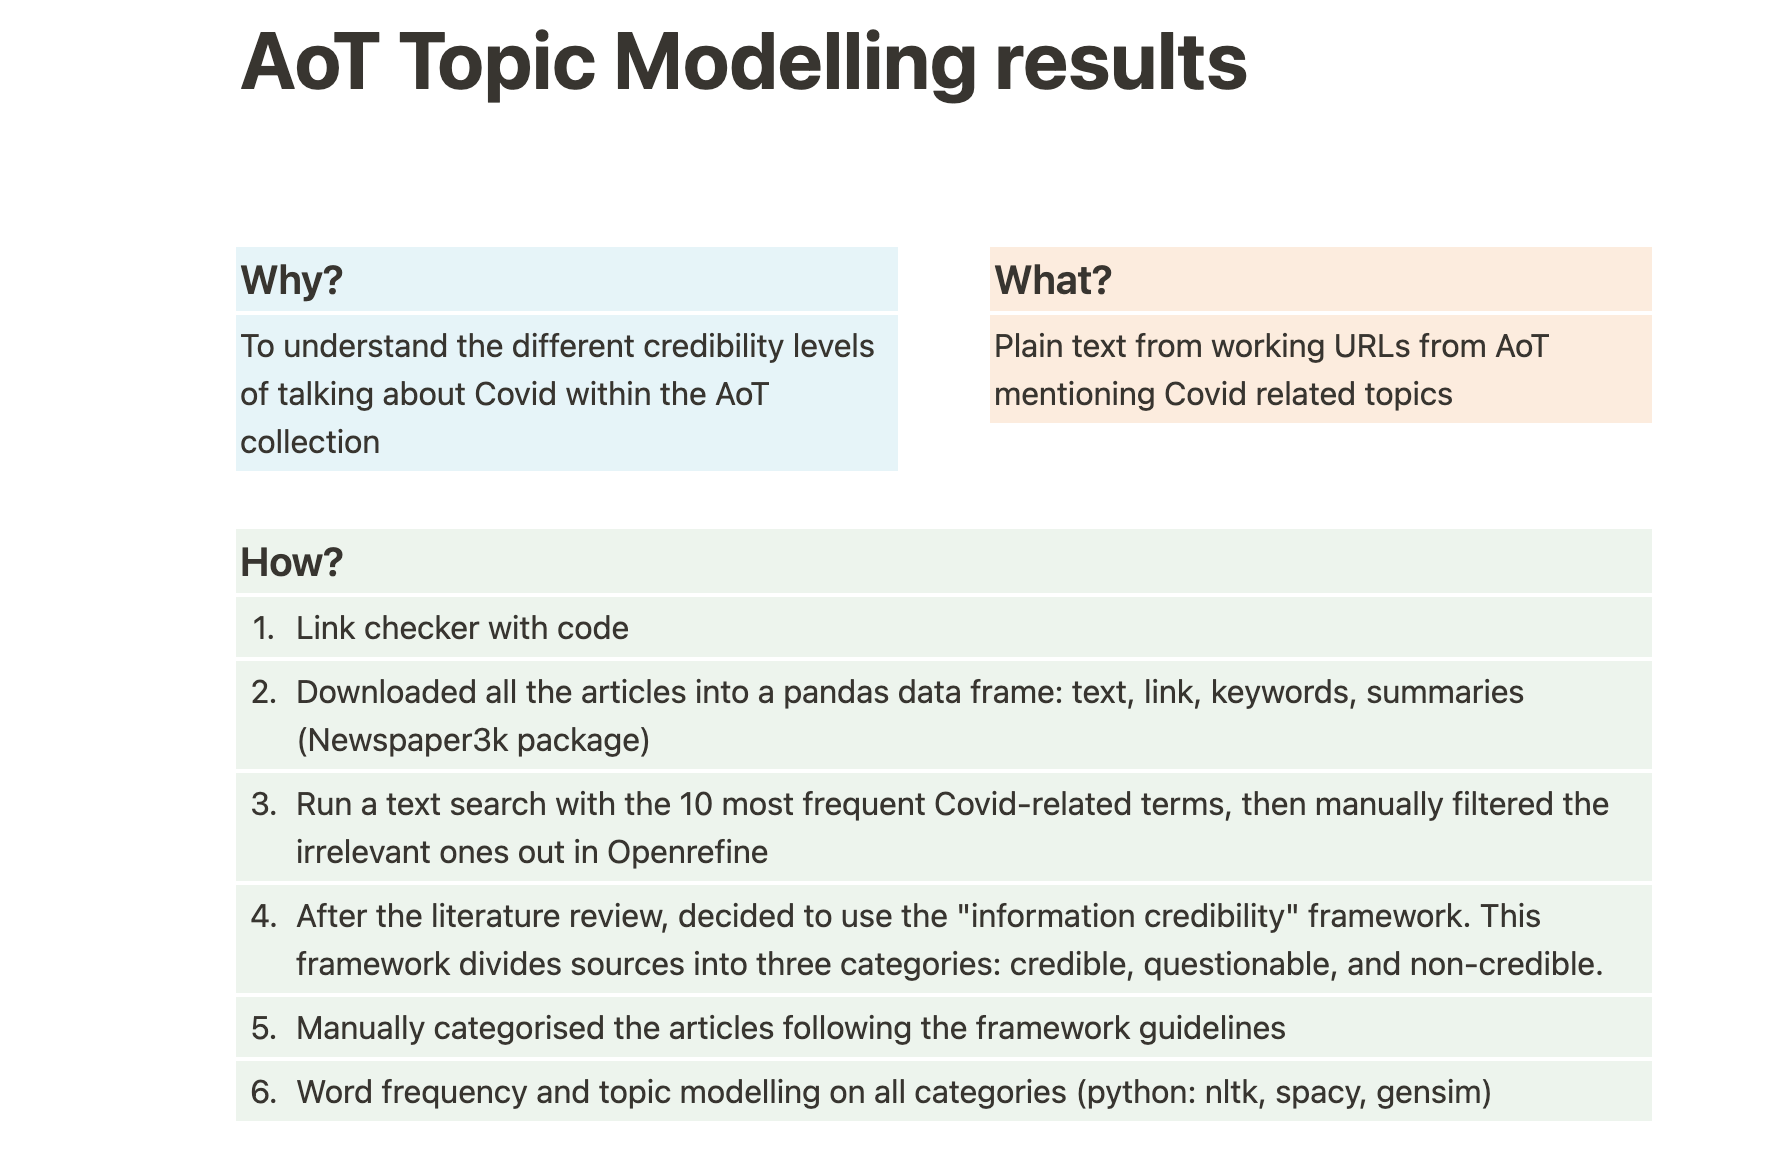 AoT Topic Modelling results
Why?
To understand the different credibility levels
of talking about Covid within the AoT
collection
What?
Plain text from working URLs from AoT
mentioning Covid related topics
How?
1. Link checker with code
2. Downloaded all the articles into a pandas data frame: text, link, keywords, summaries
(Newspaper3k package)
3. Run a text search with the 10 most frequent Covid-related terms, then manually filtered the
irrelevant ones out in Openrefine
4. After the literature review, decided to use the "information credibility" framework. This
framework divides sources into three categories: credible, questionable, and non-credible.
5. Manually categorised the articles following the framework guidelines
6. Word frequency and topic modelling on all categories (python: nltk, spacy, gensim)